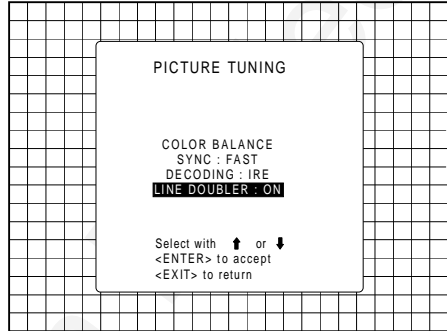 PICTURE TUNING
COLOR BALANCE
SYNC : FAST
DECODING : IRE
LINE DOUBLER : ON
Select with ⬆ or ⬇
<ENTER> to accept
<EXIT> to return